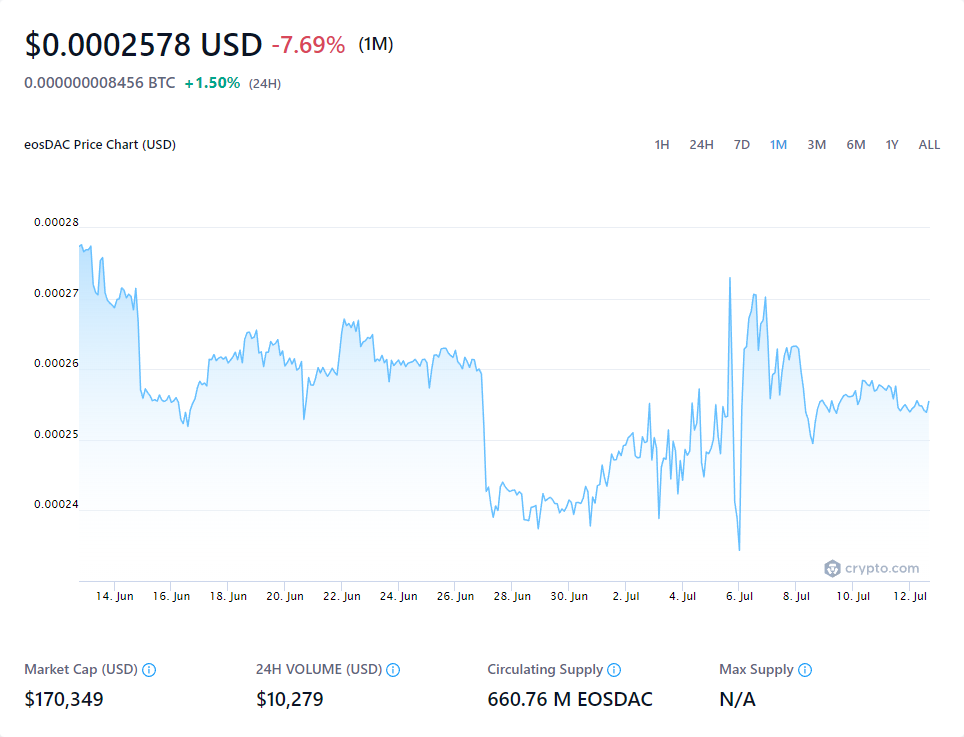 $0.0002578 USD -7.69% (1M)
0.000000008456 BTC +1.50% (24H)
eosDAC Price Chart (USD) 1H 24H 7D 1M 3M 6M 1Y ALL
0.00028
0.00027
0.00026
0.00025
0.00024
crypto.com
14. Jun 16. Jun 18. Jun 20. Jun 22. Jun 24. Jun 26. Jun 28. Jun 30. Jun 2. Jul 4. Jul 6. Jul 8. Jul 10. Jul 12. Jul
Market Cap (USD) 24H VOLUME (USD) Circulating Supply Max Supply
$170,349 $10,279 660.76 M EOSDAC N/A